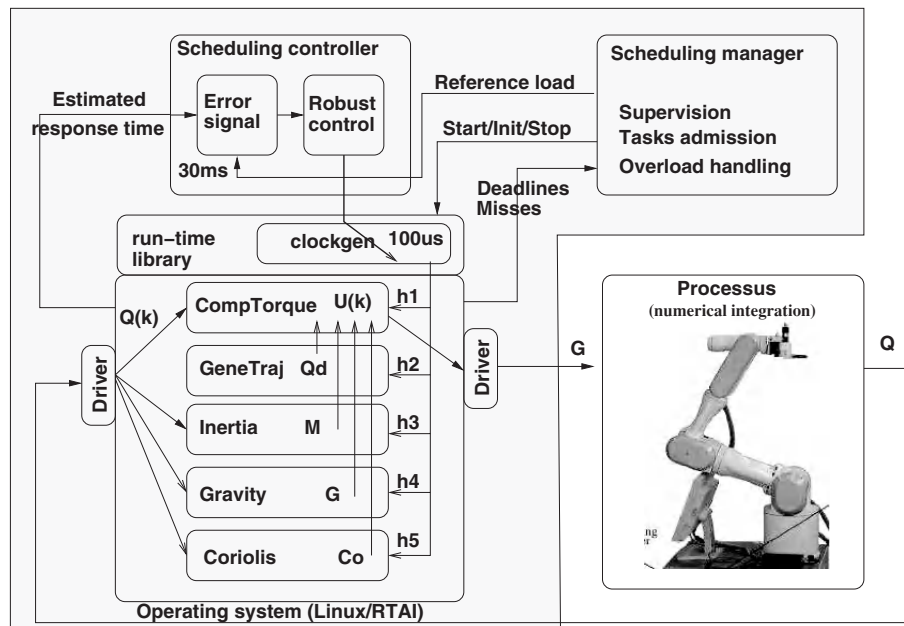 Scheduling controller
Scheduling manager
Estimated
response time
Error
signal
Robust
control
30ms
Reference load
Start/Init/Stop
Supervision
Tasks admission
Overload handling
Deadlines
Misses
run-time
library
clockgen 100us
Q(k)
CompTorque U(k)
h1
GeneTraj Qd
h2
Inertia M
h3
Gravity G
h4
Coriolis Co
h5
Driver
Driver
Operating system (Linux/RTAI)
G
Processus
(numerical integration)
Q
ng
er